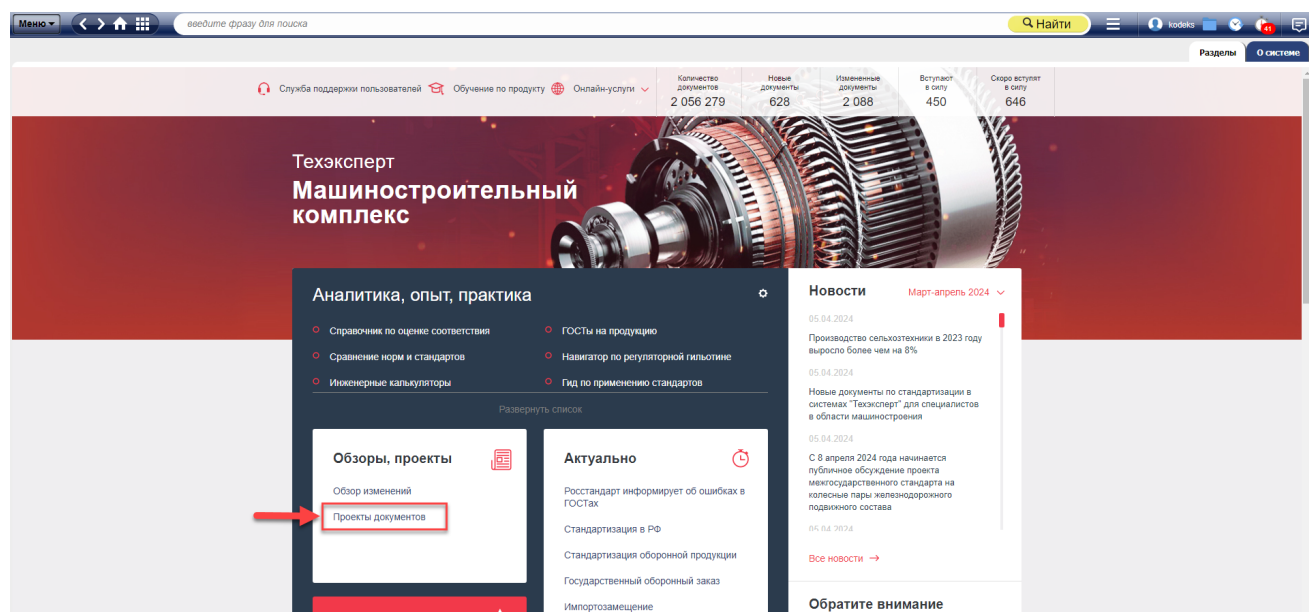 Меню
введите фразу для поиска
Найти
kodeks
41
Разделы
О системе
Служба поддержки пользователей
Обучение по продукту
Онлайн-услуги
Количество
документов
2 056 279
Новые
документы
628
Измененные
документы
2 088
Вступают
в силу
450
Скоро вступят
в силу
646
Техэксперт
Машиностроительный
комплекс
Аналитика, опыт, практика
Справочник по оценке соответствия
ГОСТы на продукцию
Сравнение норм и стандартов
Навигатор по регуляторной гильотине
Инженерные калькуляторы
Гид по применению стандартов
Развернуть список
Обзоры, проекты
Обзор изменений
Проекты документов
Актуально
Росстандарт информирует об ошибках в
ГОСТах
Стандартизация в РФ
Стандартизация оборонной продукции
Государственный оборонный заказ
Импортозамещение
Новости
Март-апрель 2024
05.04.2024
Производство сельхозтехники в 2023 году
выросло более чем на 8%
05.04.2024
Новые документы по стандартизации в
системах "Техэксперт" для специалистов
в области машиностроения
05.04.2024
С 8 апреля 2024 года начинается
публичное обсуждение проекта
межгосударственного стандарта на
колесные пары железнодорожного
подвижного состава
05.04.2024
Все новости
Обратите внимание